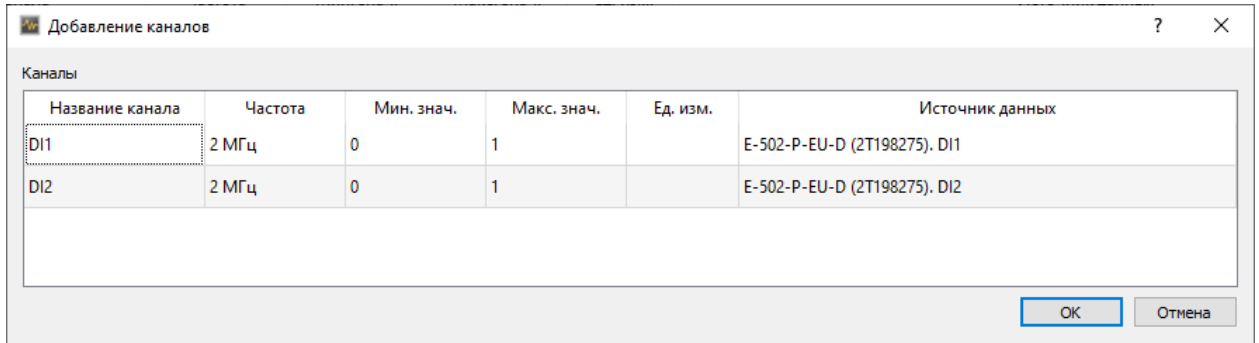 Добавление каналов ?
Каналы
Название канала Частота Мин. знач. Макс. знач. Ед. изм. Источник данных
DI1 2 МГц 0 1 E-502-P-EU-D (2T198275). DI1
DI2 2 МГц 0 1 E-502-P-EU-D (2T198275). DI2
OK Отмена